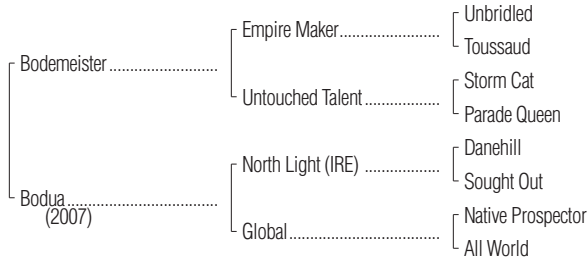 Unbridled
Empire Maker
Toussaud
Bodemeister
Storm Cat
Untouched Talent
Parade Queen
Danehill
North Light (IRE)
Sought Out
Bodua
(2007)
Native Prospector
Global
All World